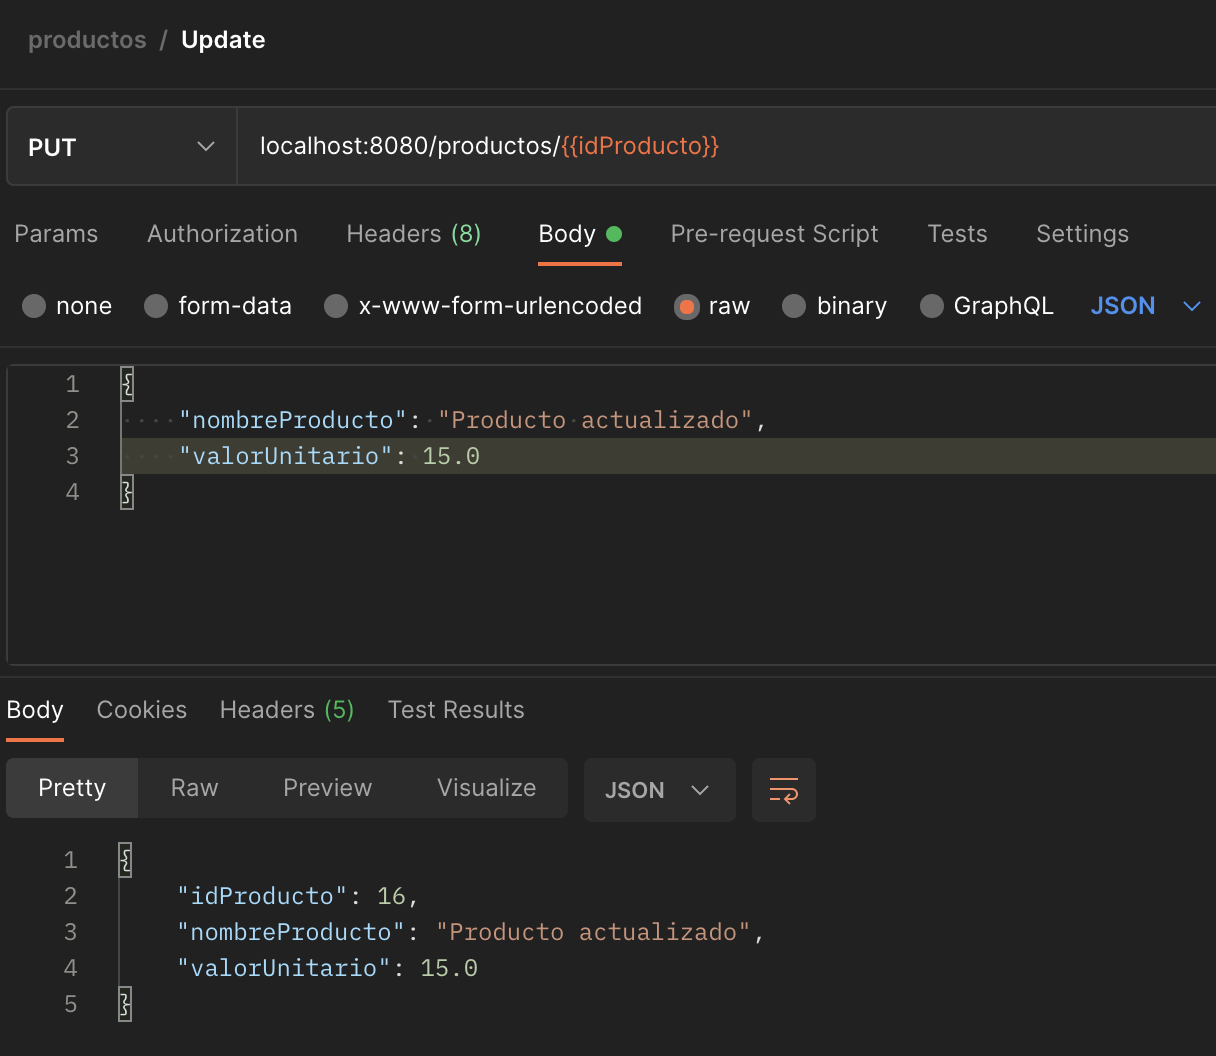 productos / Update
PUT localhost:8080/productos/{{idProducto}}
Params Authorization Headers (8) Body Pre-request Script Tests Settings
none form-data x-www-form-urlencoded raw binary GraphQL JSON
1 {
2 "nombreProducto": "Producto actualizado",
3 "valorUnitario": 15.0
4 }
Body Cookies Headers (5) Test Results
Pretty Raw Preview Visualize JSON
1 {
2 "idProducto": 16,
3 "nombreProducto": "Producto actualizado",
4 "valorUnitario": 15.0
5 }